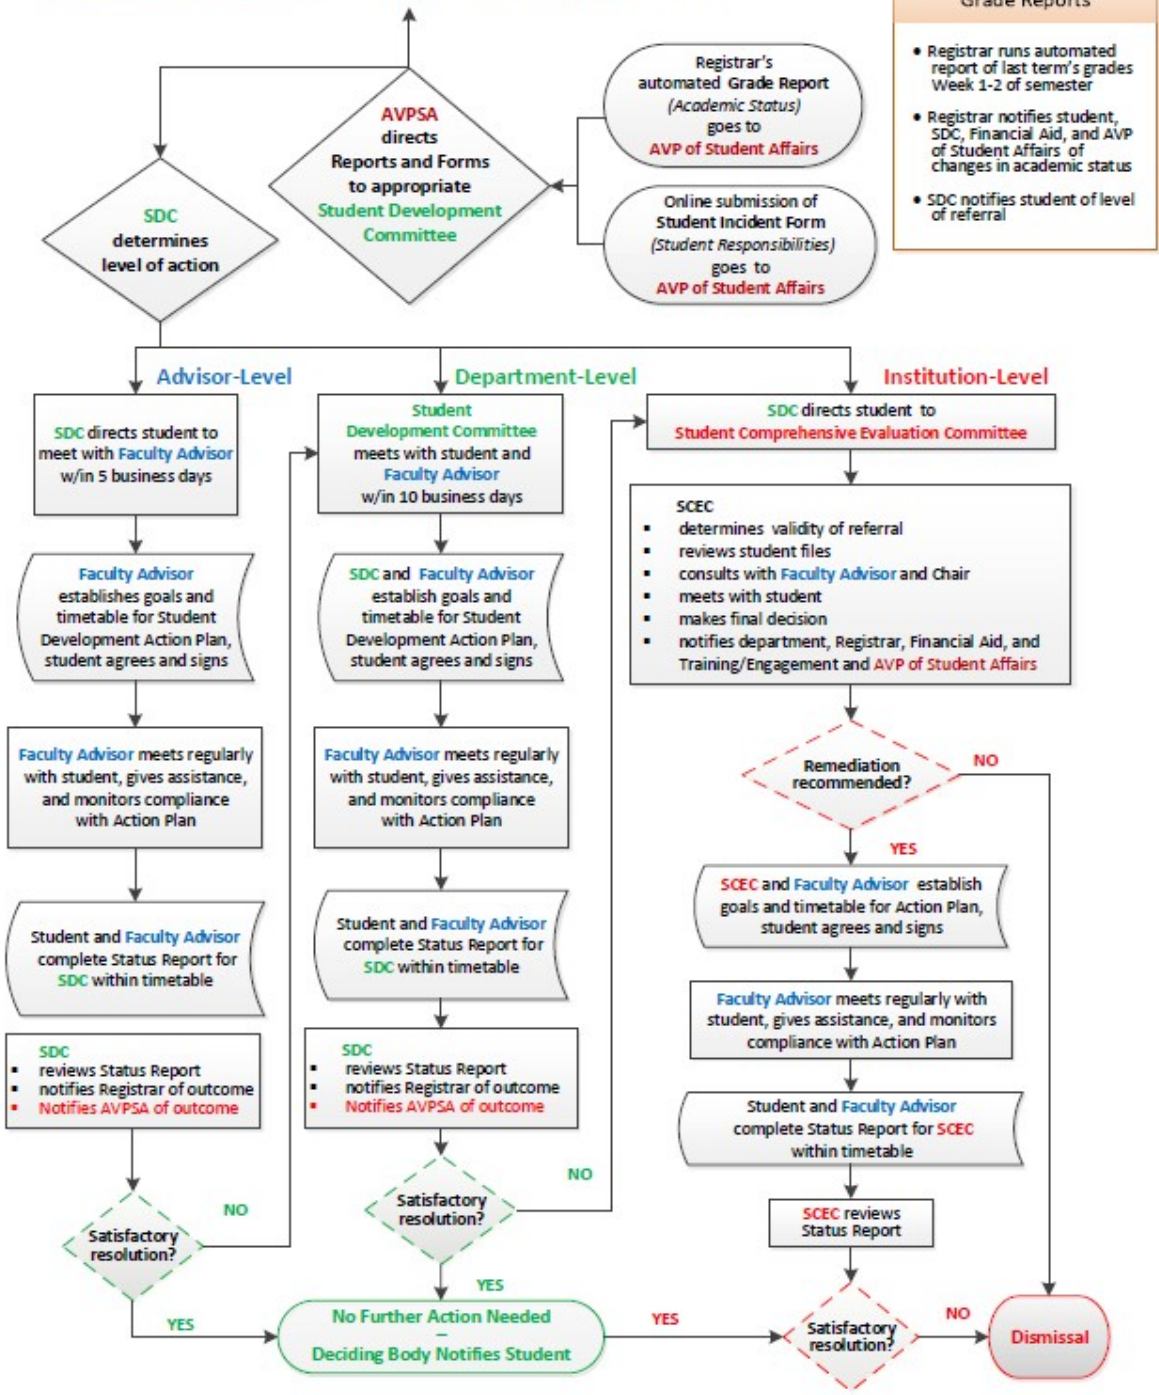 Grade Reports
• Registrar runs automated
report of last term's grades
Week 1-2 of semester
• Registrar notifies student,
SDC, Financial Aid, and AVP
of Student Affairs of
changes in academic status
• SDC notifies student of level
of referral
Registrar's
automated Grade Report
(Academic Status)
goes to
AVP of Student Affairs
AVPSA
directs
Reports and Forms
to appropriate
Student Development
Committee
Online submission of
Student Incident Form
(Student Responsibilities)
goes to
AVP of Student Affairs
SDC
determines
level of action
Advisor-Level
SDC directs student to
meet with Faculty Advisor
w/in 5 business days
Faculty Advisor
establishes goals and
timetable for Student
Development Action Plan,
student agrees and signs
Faculty Advisor meets regularly
with student, gives assistance,
and monitors compliance
with Action Plan
Student and Faculty Advisor
complete Status Report for
SDC within timetable
SDC
▪ reviews Status Report
▪ notifies Registrar of outcome
▪ Notifies AVPSA of outcome
Satisfactory
resolution?
NO
YES
Department-Level
Student
Development Committee
meets with student and
Faculty Advisor
w/in 10 business days
SDC and Faculty Advisor
establish goals and
timetable for Student
Development Action Plan,
student agrees and signs
Faculty Advisor meets regularly
with student, gives assistance,
and monitors compliance
with Action Plan
Student and Faculty Advisor
complete Status Report for
SDC within timetable
SDC
▪ reviews Status Report
▪ notifies Registrar of outcome
▪ Notifies AVPSA of outcome
Satisfactory
resolution?
NO
YES
No Further Action Needed
–
Deciding Body Notifies Student
Institution-Level
SDC directs student to
Student Comprehensive Evaluation Committee
SCEC
▪ determines validity of referral
▪ reviews student files
▪ consults with Faculty Advisor and Chair
▪ meets with student
▪ makes final decision
▪ notifies department, Registrar, Financial Aid, and
Training/Engagement and AVP of Student Affairs
Remediation
recommended?
NO
YES
SCEC and Faculty Advisor establish
goals and timetable for Action Plan,
student agrees and signs
Faculty Advisor meets regularly with
student, gives assistance, and monitors
compliance with Action Plan
Student and Faculty Advisor
complete Status Report for SCEC
within timetable
SCEC reviews
Status Report
YES
Satisfactory
resolution?
NO
Dismissal